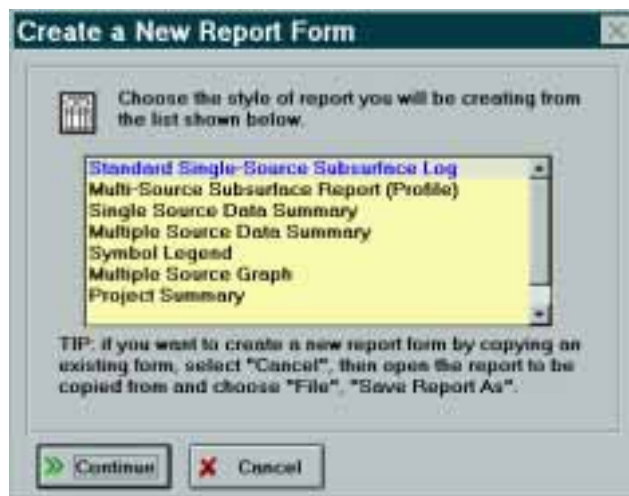 Create a New Report Form
Choose the style of report you will be creating from
the list shown below.
Standard Single-Source Subsurface Log
Multi-Source Subsurface Report (Profile)
Single Source Data Summary
Multiple Source Data Summary
Symbol Legend
Multiple Source Graph
Project Summary
TIP: if you want to create a new report form by copying an
existing form, select "Cancel", then open the report to be
copied from and choose "File", "Save Report As".
Continue
Cancel